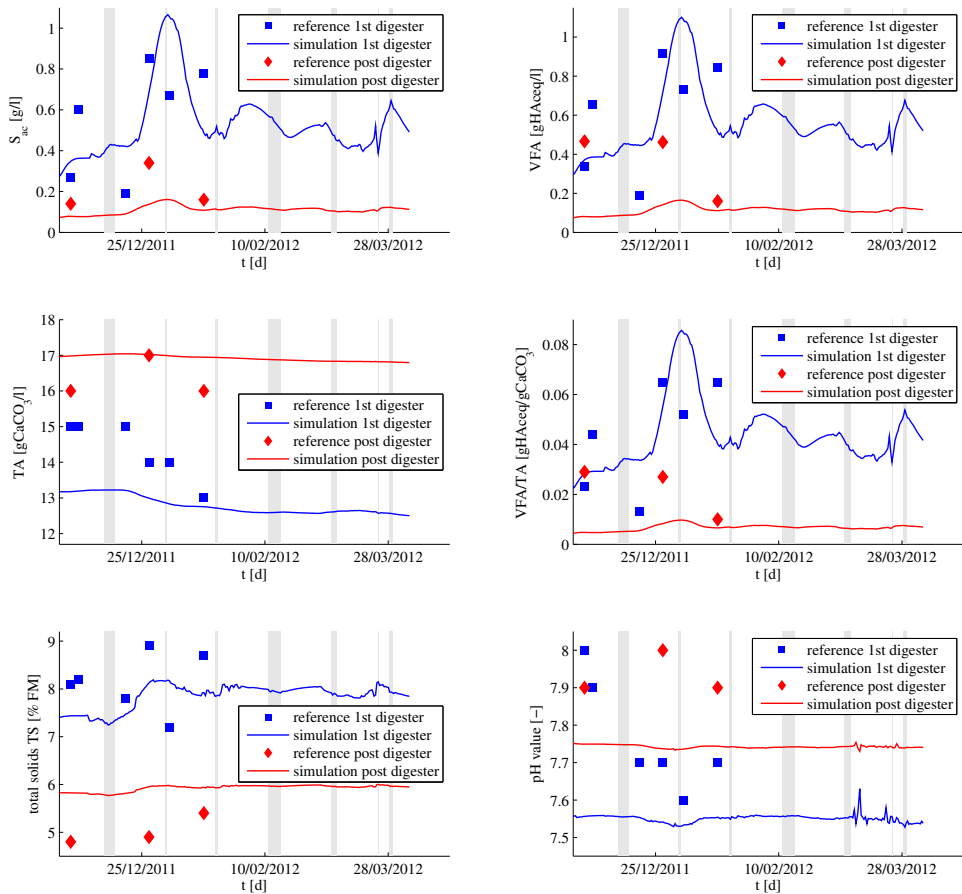 S_ac [g/l]
1
0.8
0.6
0.4
0.2
0
25/12/2011 10/02/2012 28/03/2012
t [d]
reference 1st digester
simulation 1st digester
reference post digester
simulation post digester
VFA [gHAceq/l]
1
0.8
0.6
0.4
0.2
0
25/12/2011 10/02/2012 28/03/2012
t [d]
reference 1st digester
simulation 1st digester
reference post digester
simulation post digester
TA [gCaCO_3/l]
18
17
16
15
14
13
12
25/12/2011 10/02/2012 28/03/2012
t [d]
reference 1st digester
simulation 1st digester
reference post digester
simulation post digester
VFA/TA [gHAceq/gCaCO_3]
0.08
0.06
0.04
0.02
0
25/12/2011 10/02/2012 28/03/2012
t [d]
reference 1st digester
simulation 1st digester
reference post digester
simulation post digester
total solids TS [% FM]
9
8
7
6
5
25/12/2011 10/02/2012 28/03/2012
t [d]
reference 1st digester
simulation 1st digester
reference post digester
simulation post digester
pH value [−]
8
7.9
7.8
7.7
7.6
7.5
25/12/2011 10/02/2012 28/03/2012
t [d]
reference 1st digester
simulation 1st digester
reference post digester
simulation post digester